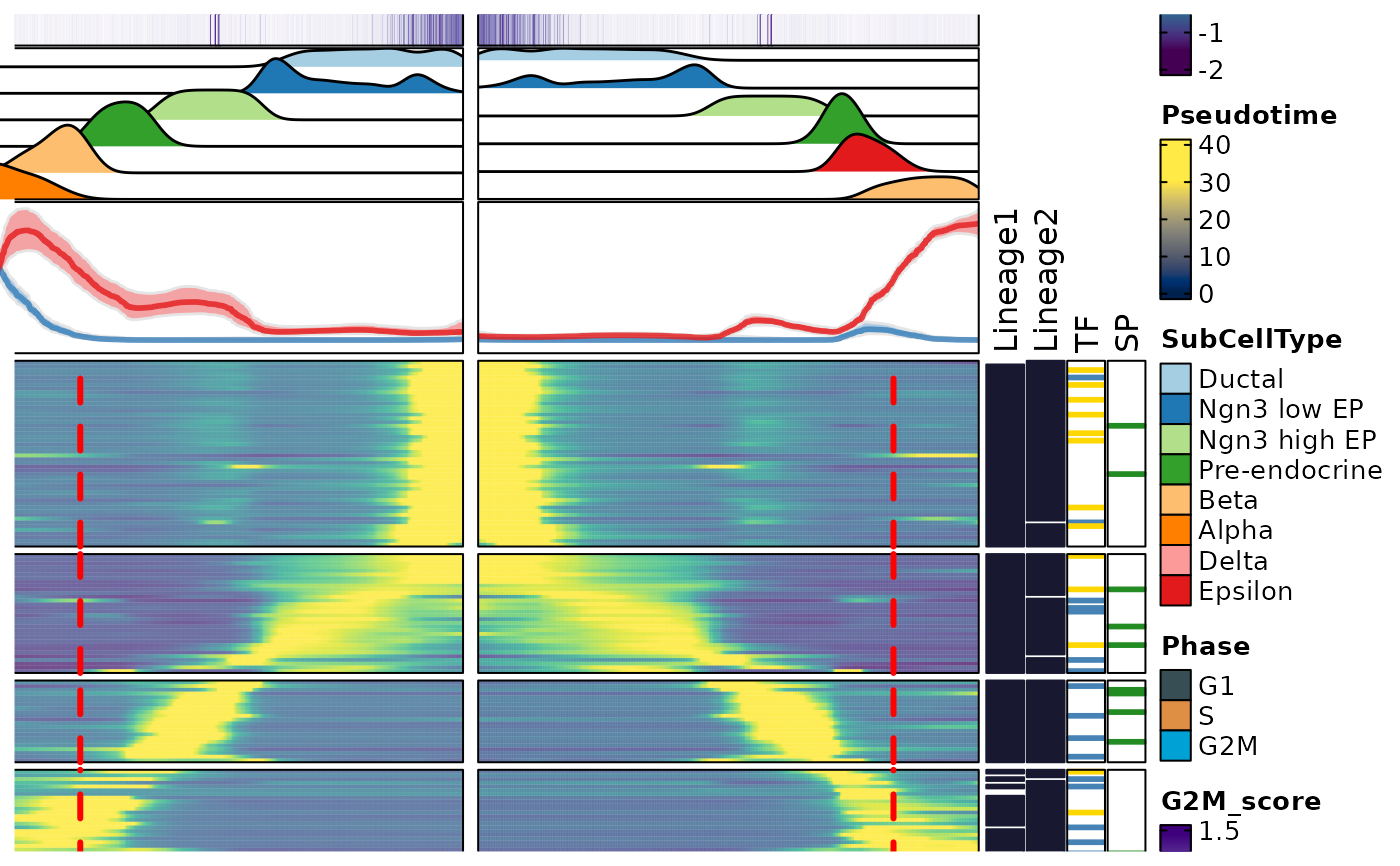 -1
-2
Pseudotime
40
30
20
10
0
Lineage1
Lineage2
TF
SP
SubCellType
Ductal
Ngn3 low EP
Ngn3 high EP
Pre-endocrine
Beta
Alpha
Delta
Epsilon
Phase
G1
S
G2M
G2M_score
1.5